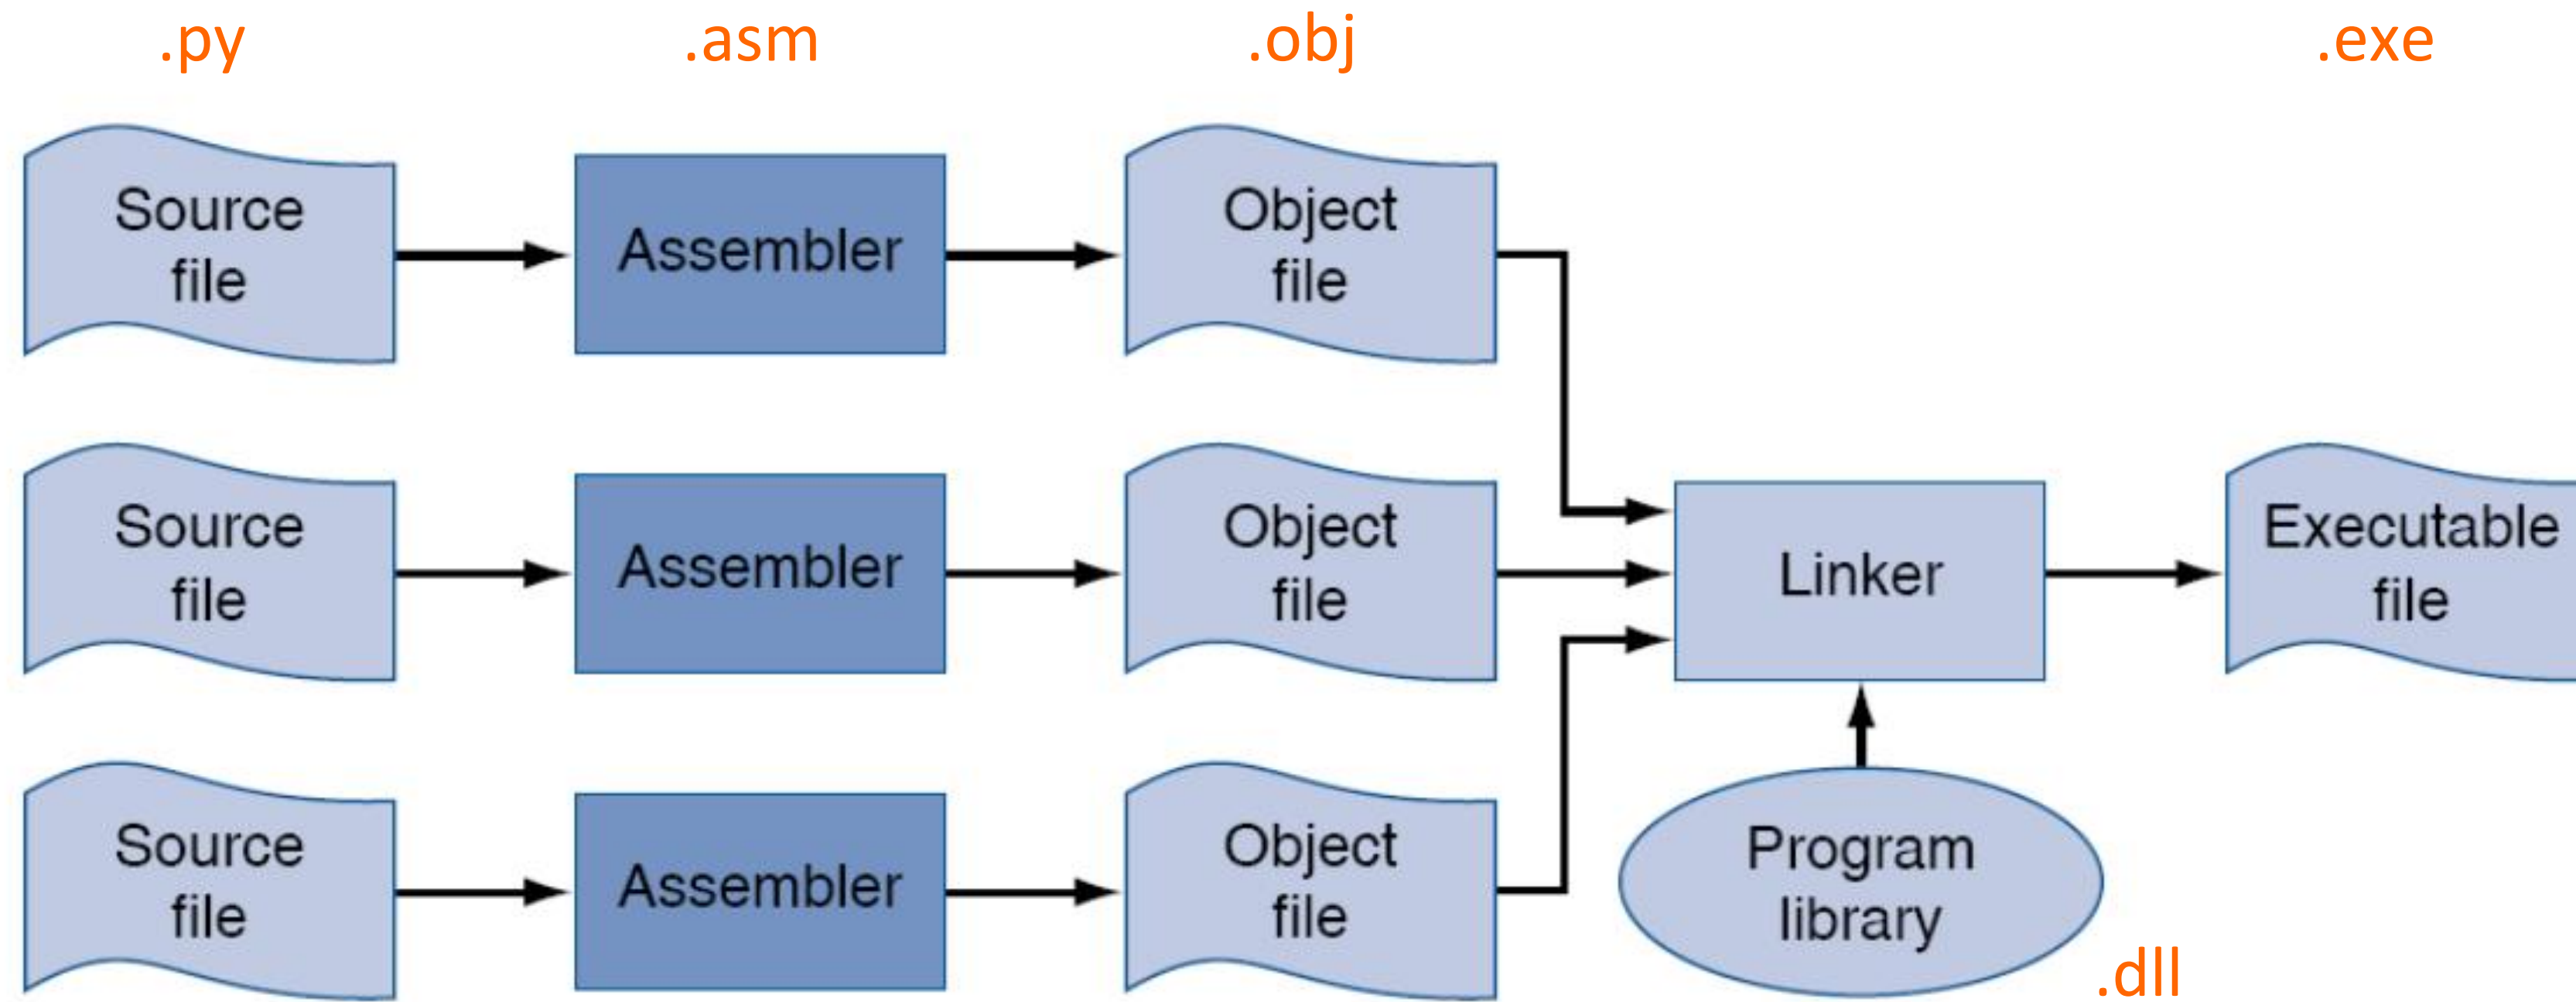 .py
.asm
.obj
.exe
Source
file
Assembler
Object
file
Source
file
Assembler
Object
file
Linker
Executable
file
Source
file
Assembler
Object
file
Program
library
.dll